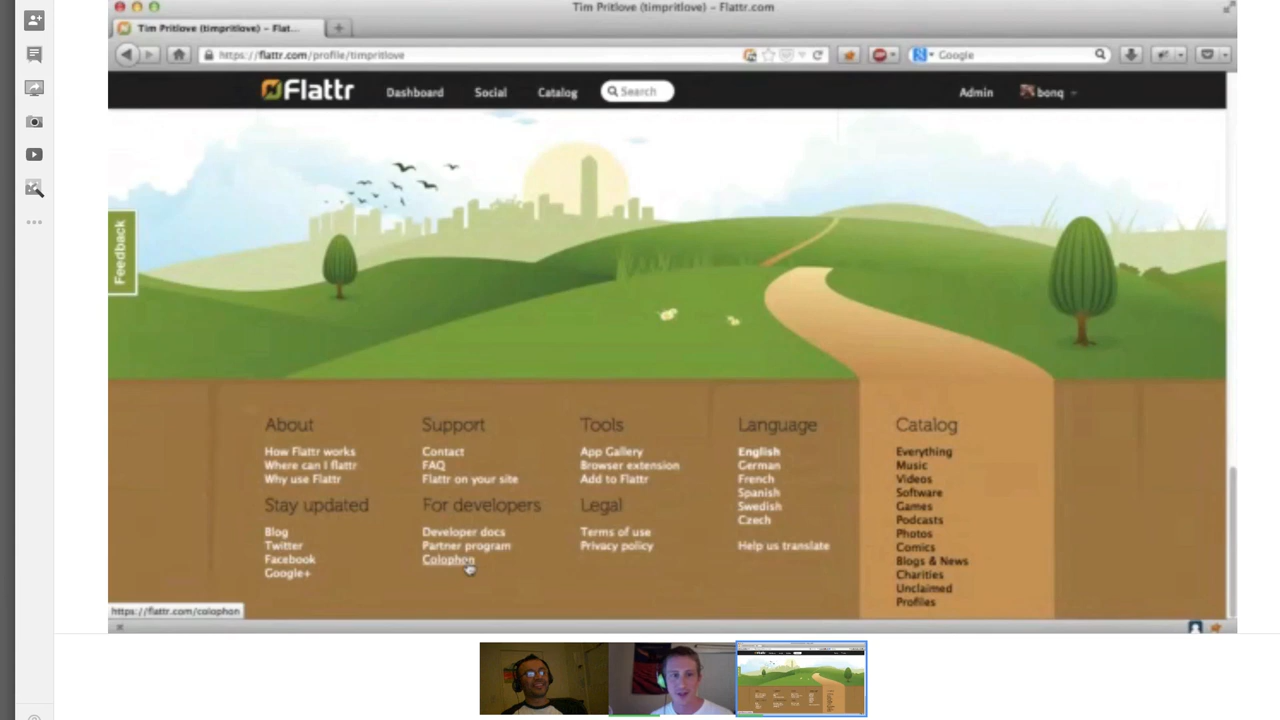 Tim Pritlove (timpritlove) – Flattr.com
Tim Pritlove (timpritlove) – Flat...
https://flattr.com/profile/timpritlove
Google
Flattr
Dashboard
Social
Catalog
Search
Admin
bonq
Feedback
About
How Flattr works
Where can I flattr
Why use Flattr
Stay updated
Blog
Twitter
Facebook
Google+
Support
Contact
FAQ
Flattr on your site
For developers
Developer docs
Partner program
Colophon
Tools
App Gallery
Browser extension
Add to Flattr
Legal
Terms of use
Privacy policy
Language
English
German
French
Spanish
Swedish
Czech
Help us translate
Catalog
Everything
Music
Videos
Software
Games
Podcasts
Photos
Comics
Blogs & News
Charities
Unclaimed
Profiles
https://flattr.com/colophon